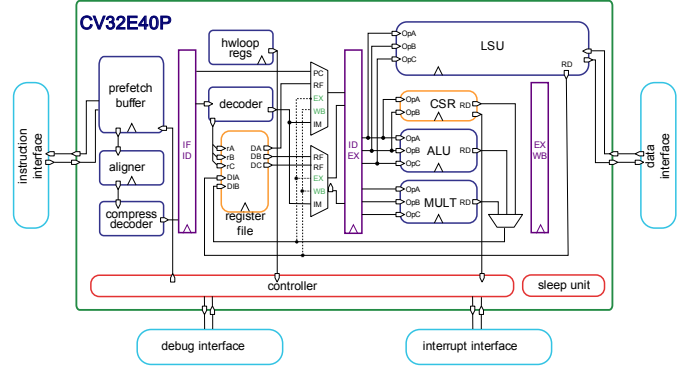 CV32E40P
instruction
interface
prefetch
buffer
aligner
compress
decoder
IF
ID
hwloop
regs
decoder
rA
rB
rC
DIA
DIB
DA
DB
DC
register
file
PC
RF
EX
WB
IM
RF
RF
EX
WB
IM
ID
EX
OpA
OpB
OpC
LSU
RD
OpA
OpB
CSR
RD
OpA
OpB
OpC
ALU
RD
OpA
OpB
OpC
MULT
RD
EX
WB
data
interface
controller
sleep unit
debug interface
interrupt interface